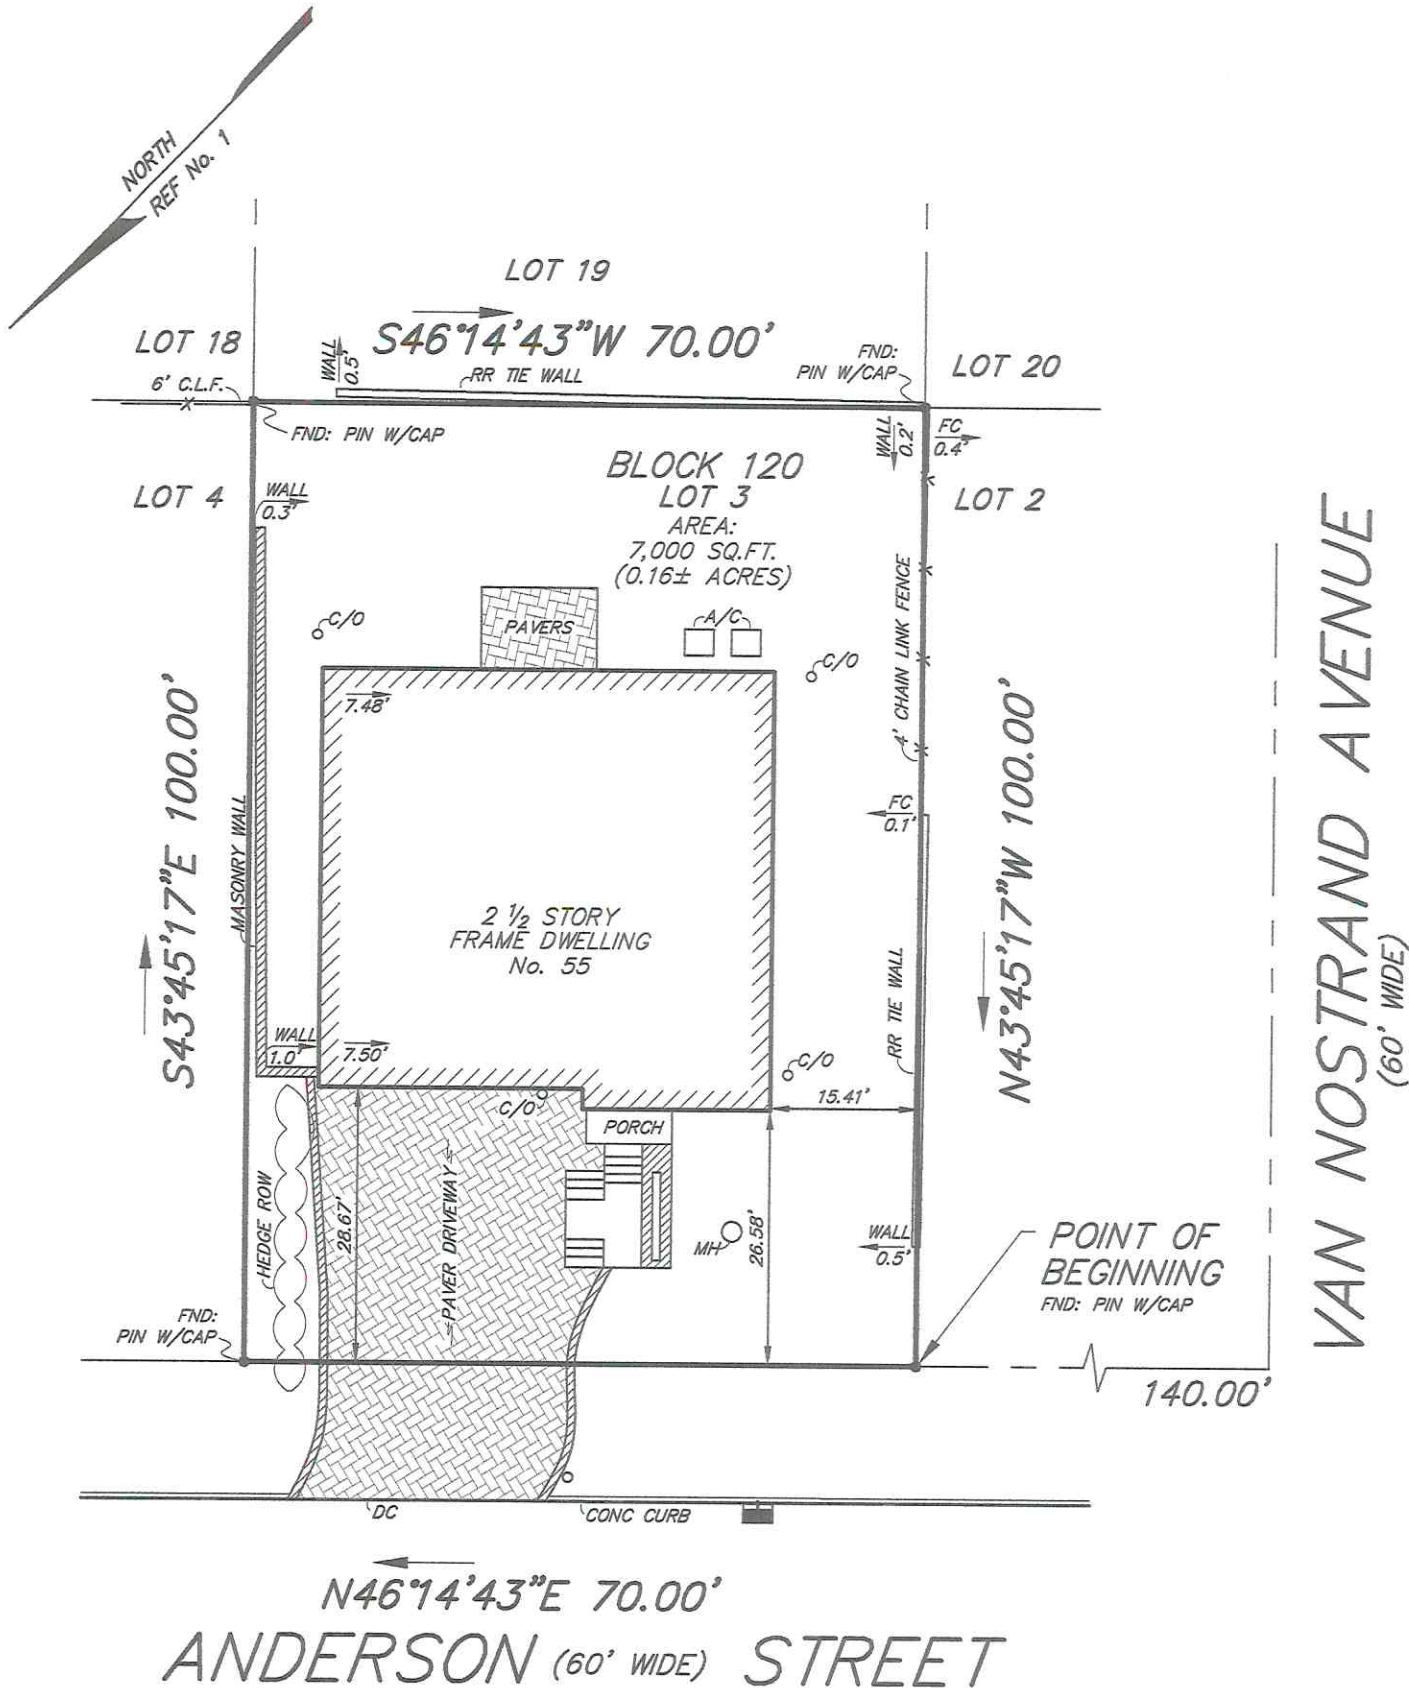 NORTH
REF No. 1
LOT 19
S46°14'43"W 70.00'
LOT 18
WALL
0.5'
RR TIE WALL
FND:
PIN W/CAP
LOT 20
6' C.L.F.
FND: PIN W/CAP
WALL
0.2'
FC
0.4'
BLOCK 120
LOT 3
AREA:
7,000 SQ.FT.
(0.16± ACRES)
LOT 4
WALL
0.3'
LOT 2
C/O
PAVERS
A/C
C/O
4' CHAIN LINK FENCE
7.48'
S43°45'17"E 100.00'
MASONRY WALL
FC
0.1'
N43°45'17"W 100.00'
VAN NOSTRAND AVENUE
(60' WIDE)
2 1/2 STORY
FRAME DWELLING
No. 55
RR TIE WALL
WALL
1.0'
7.50'
C/O
C/O
15.41'
PORCH
HEDGE ROW
28.67'
PAVER DRIVEWAY
MH
26.58'
WALL
0.5'
POINT OF
BEGINNING
FND: PIN W/CAP
FND:
PIN W/CAP
140.00'
DC
CONC CURB
N46°14'43"E 70.00'
ANDERSON (60' WIDE) STREET